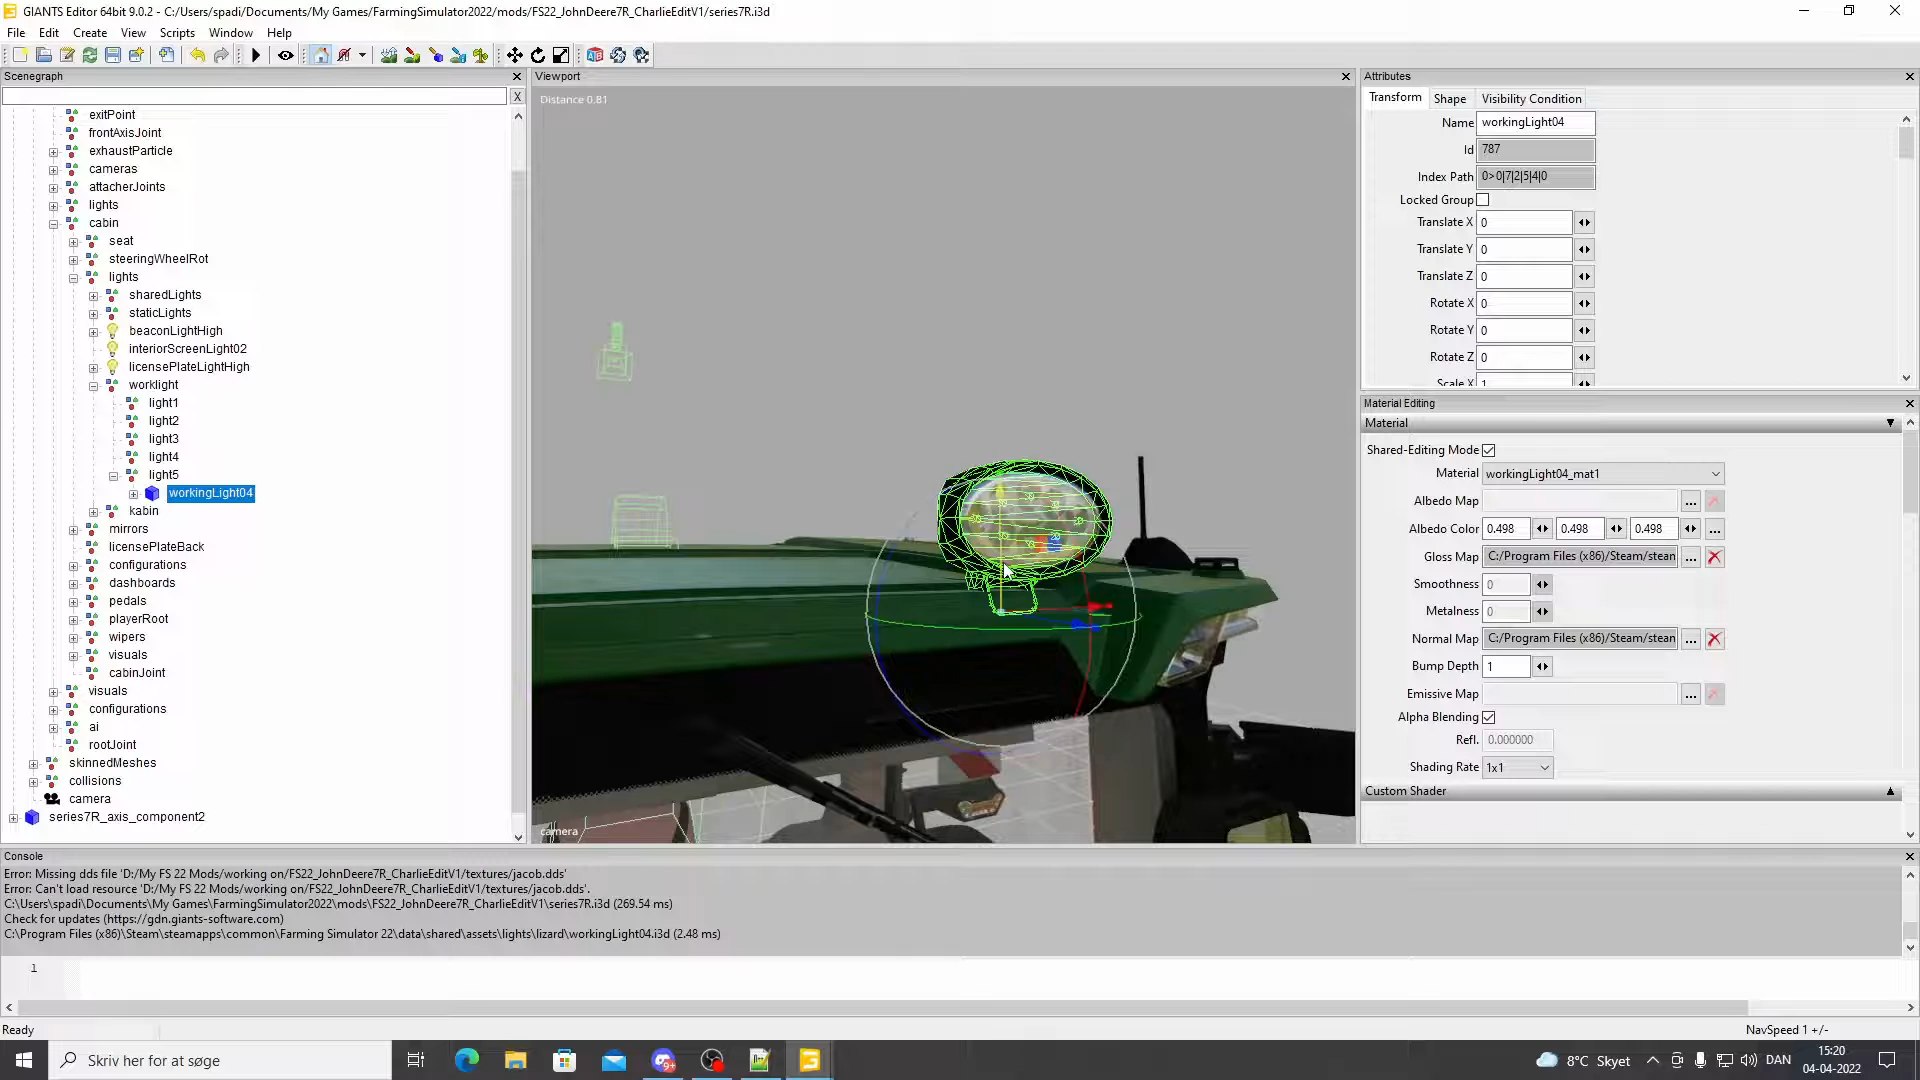 GIANTS Editor 64bit 9.0.2 - C:/Users/spadi/Documents/My Games/FarmingSimulator2022/mods/FS22_JohnDeere7R_CharlieEditV1/series7R.i3d
File Edit Create View Scripts Window Help
Scenegraph
X
exitPoint
frontAxisJoint
exhaustParticle
cameras
attacherJoints
lights
cabin
seat
steeringWheelRot
lights
sharedLights
staticLights
beaconLightHigh
interiorScreenLight02
licensePlateLightHigh
worklight
light1
light2
light3
light4
light5
workingLight04
kabin
mirrors
licensePlateBack
configurations
dashboards
pedals
playerRoot
wipers
visuals
cabinJoint
visuals
configurations
ai
rootJoint
skinnedMeshes
collisions
camera
series7R_axis_component2
Viewport
Distance 0.81
camera
Attributes
Transform Shape Visibility Condition
Name workingLight04
Id 787
Index Path 0>0|7|2|5|4|0
Locked Group
Translate X 0
Translate Y 0
Translate Z 0
Rotate X 0
Rotate Y 0
Rotate Z 0
Scale X 1
Material Editing
Material
Shared-Editing Mode
Material workingLight04_mat1
Albedo Map ...
Albedo Color 0.498 0.498 0.498 ...
Gloss Map C:/Program Files (x86)/Steam/stean ...
Smoothness 0
Metalness 0
Normal Map C:/Program Files (x86)/Steam/stean ...
Bump Depth 1
Emissive Map ...
Alpha Blending
Refl. 0.000000
Shading Rate 1x1
Custom Shader
Console
Error: Missing dds file 'D:/My FS 22 Mods/working on/FS22_JohnDeere7R_CharlieEditV1/textures/jacob.dds'
Error: Can't load resource 'D:/My FS 22 Mods/working on/FS22_JohnDeere7R_CharlieEditV1/textures/jacob.dds'.
C:\Users\spadi\Documents\My Games\FarmingSimulator2022\mods\FS22_JohnDeere7R_CharlieEditV1\series7R.i3d (269.54 ms)
Check for updates (https://gdn.giants-software.com)
C:\Program Files (x86)\Steam\steamapps\common\Farming Simulator 22\data\shared\assets\lights\lizard\workingLight04.i3d (2.48 ms)
1
Ready
NavSpeed 1 +/-
Skriv her for at søge
9+
8°C Skyet
DAN
15:20
04-04-2022